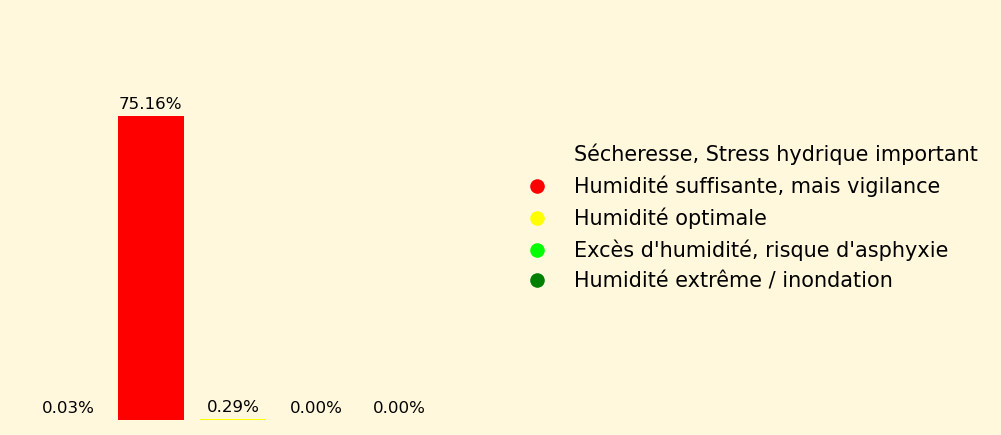 75.16%
0.03%
0.29%
0.00%
0.00%
Sécheresse, Stress hydrique important
Humidité suffisante, mais vigilance
Humidité optimale
Excès d'humidité, risque d'asphyxie
Humidité extrême / inondation